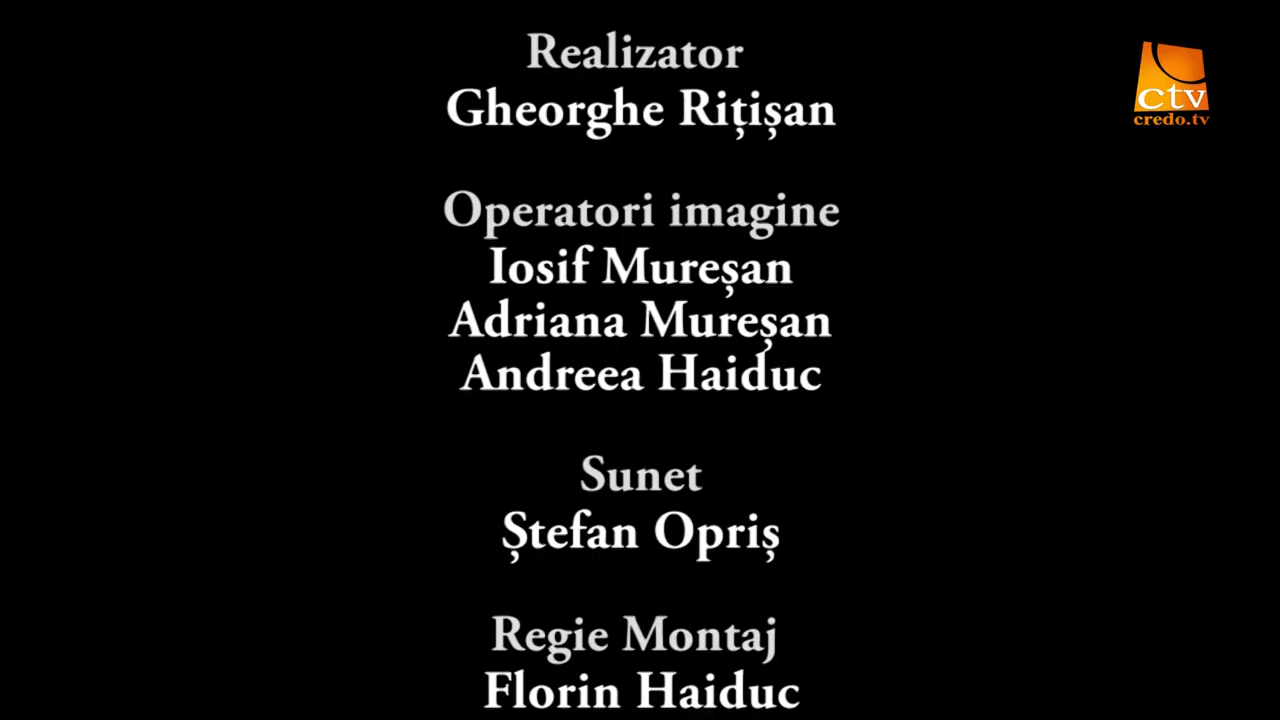 Realizator
Gheorghe Rițișan
Operatori imagine
Iosif Mureșan
Adriana Mureșan
Andreea Haiduc
Sunet
Ștefan Opriș
Regie Montaj
Florin Haiduc
ctv
credo.tv